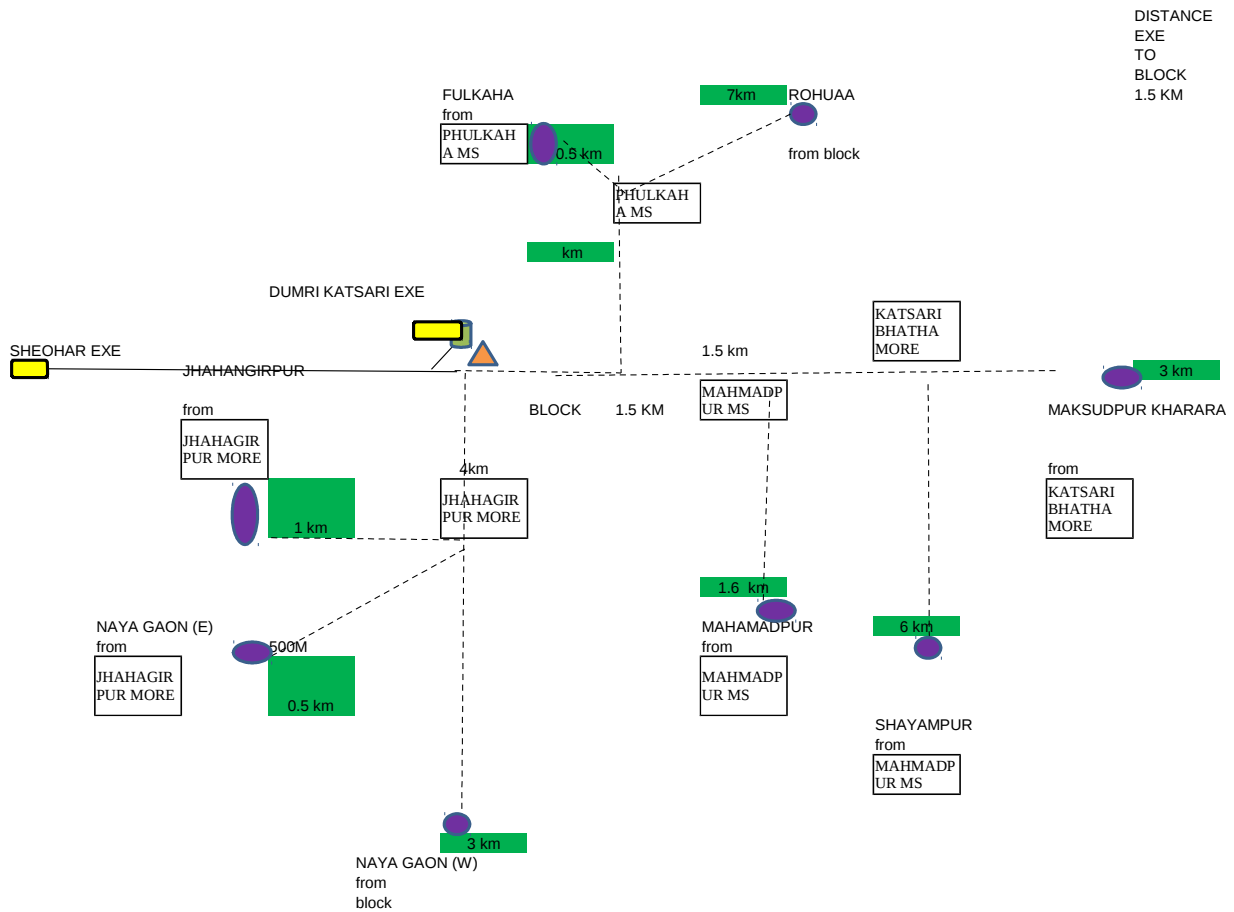 DISTANCE
EXE
TO
BLOCK
1.5 KM
FULKAHA
from
PHULKAH
A MS
0.5 km
7km
ROHUAA
from block
PHULKAH
A MS
km
DUMRI KATSARI EXE
SHEOHAR EXE
JHAHANGIRPUR
from
JHAHAGIR
PUR MORE
1 km
BLOCK
1.5 KM
1.5 km
MAHMADP
UR MS
KATSARI
BHATHA
MORE
3 km
MAKSUDPUR KHARARA
from
KATSARI
BHATHA
MORE
4km
JHAHAGIR
PUR MORE
NAYA GAON (E)
from
JHAHAGIR
PUR MORE
500M
0.5 km
1.6 km
MAHAMADPUR
from
MAHMADP
UR MS
6 km
SHAYAMPUR
from
MAHMADP
UR MS
3 km
NAYA GAON (W)
from
block